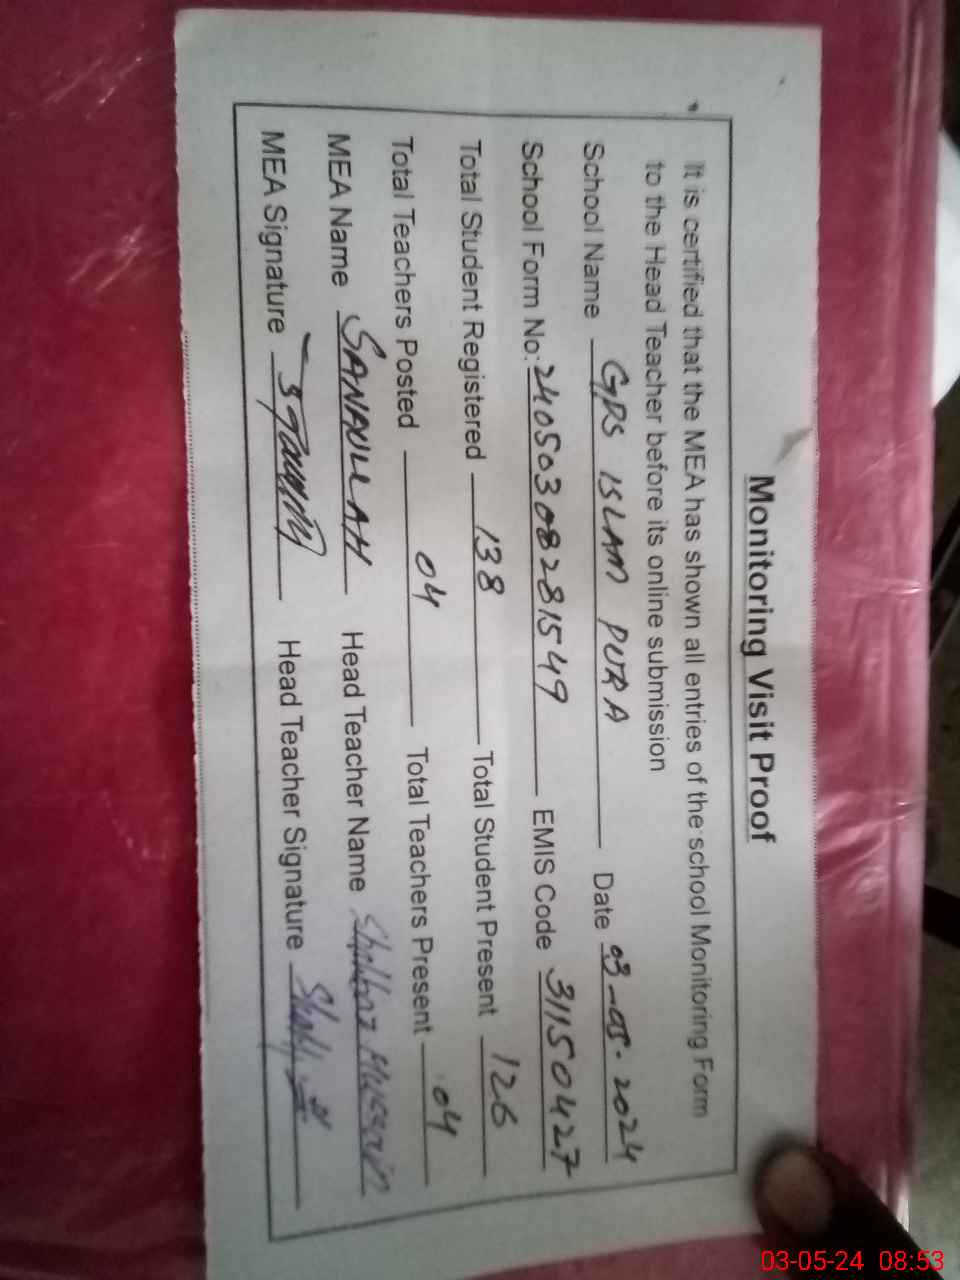 Monitoring Visit Proof
It is certified that the MEA has shown all entries of the school Monitoring Form
to the Head Teacher before its online submission
School Name GPS ISLAM PURA Date 03-05-2024
School Form No: 24050308281549 EMIS Code 31150427
Total Student Registered 138 Total Student Present 126
Total Teachers Posted 04 Total Teachers Present 04
MEA Name SANAULLAH Head Teacher Name Shahbaz Hussain
MEA Signature Head Teacher Signature
03-05-24 08:53